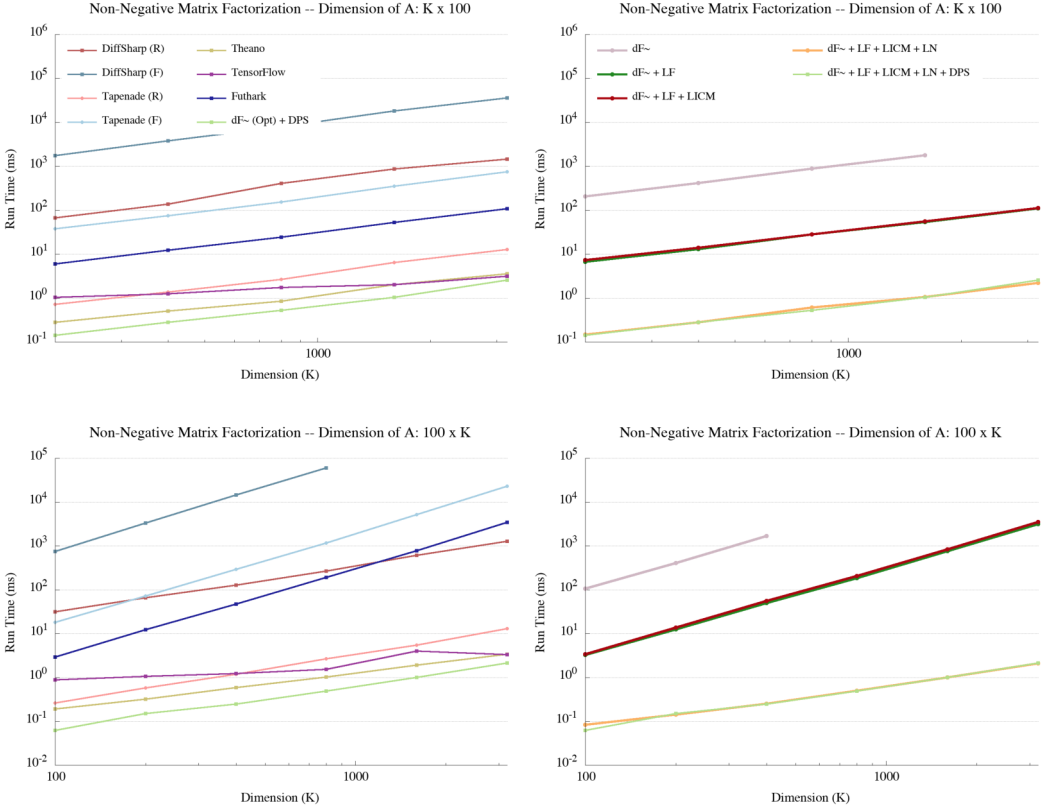 Non-Negative Matrix Factorization -- Dimension of A: K x 100
10^6
10^5
10^4
10^3
10^2
10^1
10^0
10^-1
Run Time (ms)
DiffSharp (R)
DiffSharp (F)
Tapenade (R)
Tapenade (F)
Theano
TensorFlow
Futhark
dF~ (Opt) + DPS
1000
Dimension (K)
Non-Negative Matrix Factorization -- Dimension of A: K x 100
10^6
10^5
10^4
10^3
10^2
10^1
10^0
10^-1
Run Time (ms)
dF~
dF~ + LF
dF~ + LF + LICM
dF~ + LF + LICM + LN
dF~ + LF + LICM + LN + DPS
1000
Dimension (K)
Non-Negative Matrix Factorization -- Dimension of A: 100 x K
10^5
10^4
10^3
10^2
10^1
10^0
10^-1
10^-2
Run Time (ms)
100
1000
Dimension (K)
Non-Negative Matrix Factorization -- Dimension of A: 100 x K
10^5
10^4
10^3
10^2
10^1
10^0
10^-1
10^-2
Run Time (ms)
100
1000
Dimension (K)